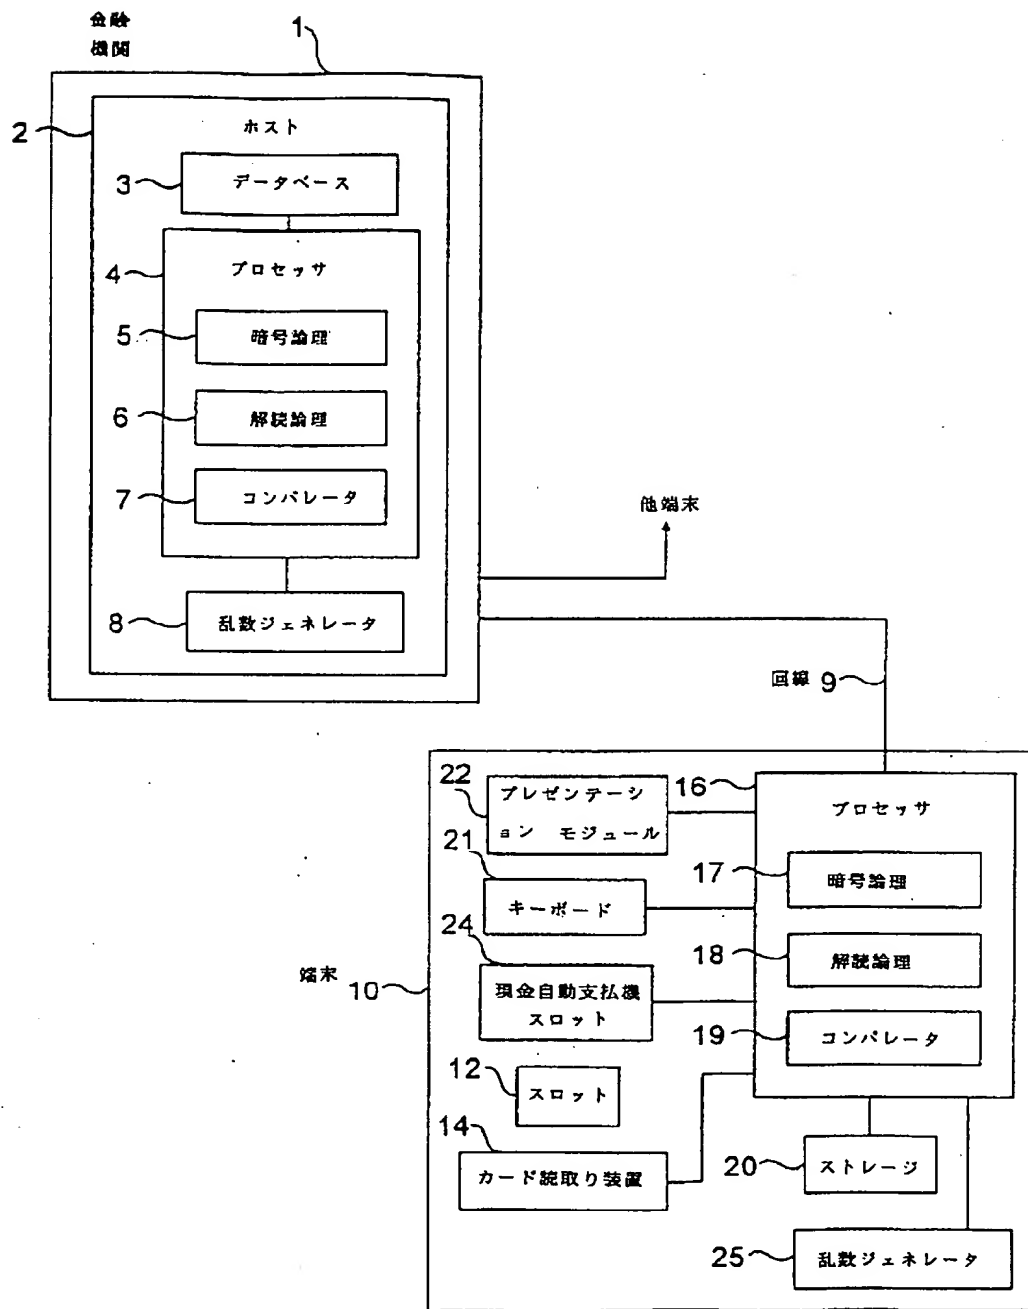 金融
機関
1
2
ホスト
3
データベース
4
プロセッサ
5
暗号論理
6
解読論理
7
コンパレータ
8
乱数ジェネレータ
他端末
回線 9
端末 10
22
プレゼンテーシ
ョン モジュール
21
キーボード
24
現金自動支払機
スロット
12
スロット
14
カード読取り装置
16
プロセッサ
17
暗号論理
18
解読論理
19
コンパレータ
20
ストレージ
25
乱数ジェネレータ